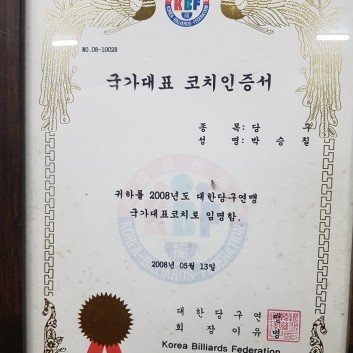 KBF
NO.08-10028
국가대표 코치인증서
종 목: 당 구
성 명: 박 승 칠
귀하를 2008년도 대한당구연맹
국가대표코치로 임명함.
2008년 05월 13일
대 한 당 구 연 맹
회 장 이 유 병
Korea Billiards Federation